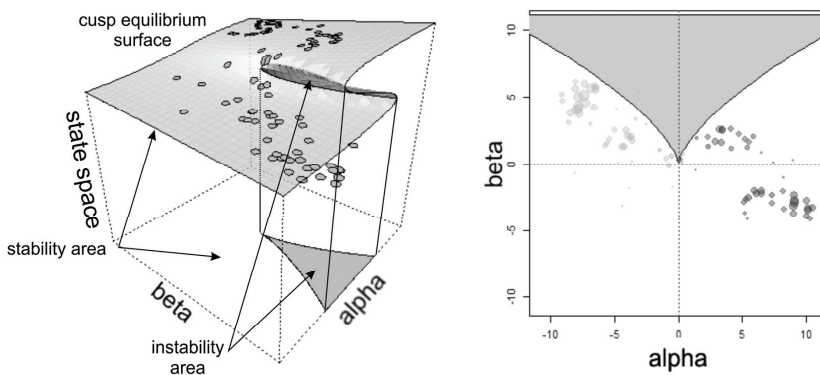 cusp equilibrium
surface
state space
stability area
beta
instability
area
alpha
10
5
0
-5
-10
beta
-10
-5
0
5
10
alpha